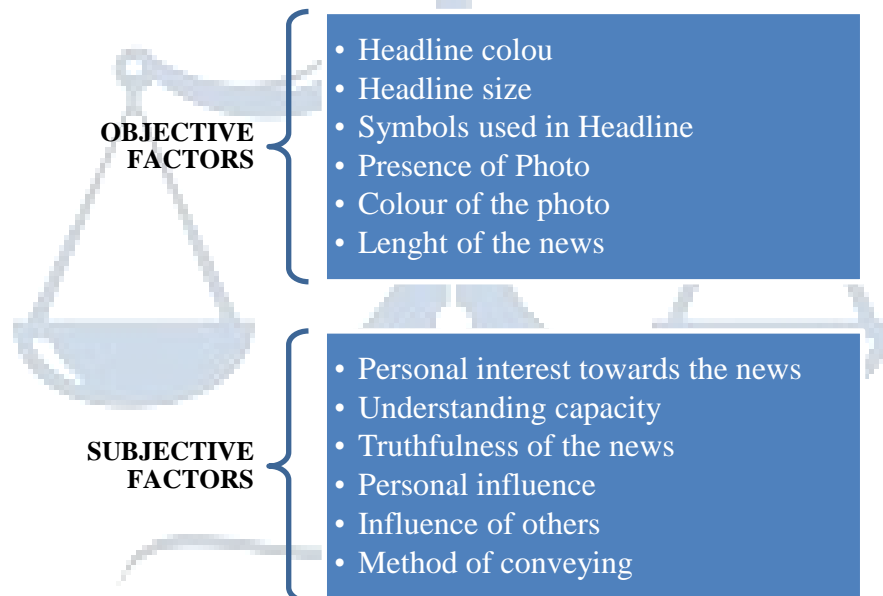 OBJECTIVE
FACTORS
• Headline colou
• Headline size
• Symbols used in Headline
• Presence of Photo
• Colour of the photo
• Lenght of the news
SUBJECTIVE
FACTORS
• Personal interest towards the news
• Understanding capacity
• Truthfulness of the news
• Personal influence
• Influence of others
• Method of conveying